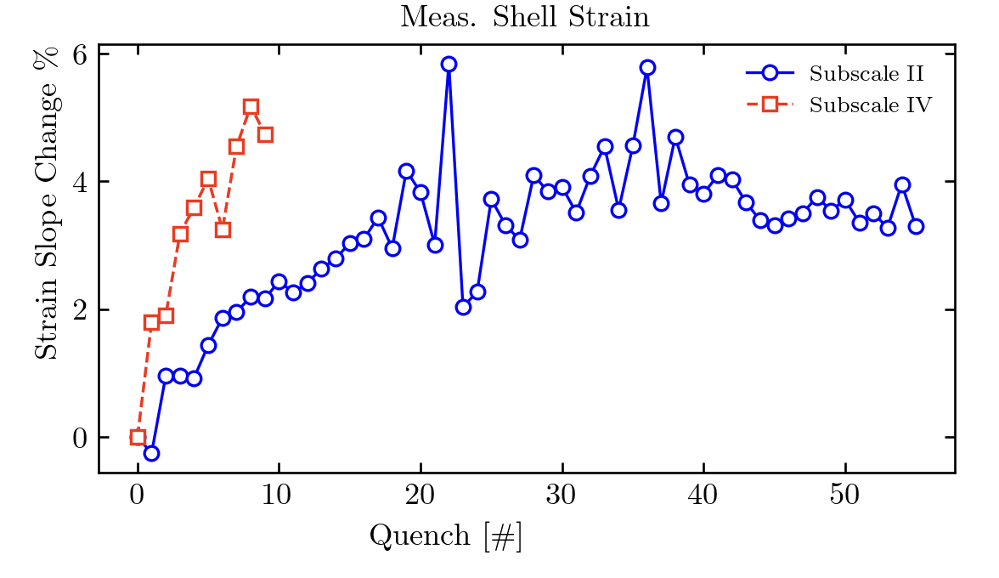 Meas. Shell Strain
Strain Slope Change %
6
4
2
0
Subscale II
Subscale IV
0 10 20 30 40 50
Quench [#]